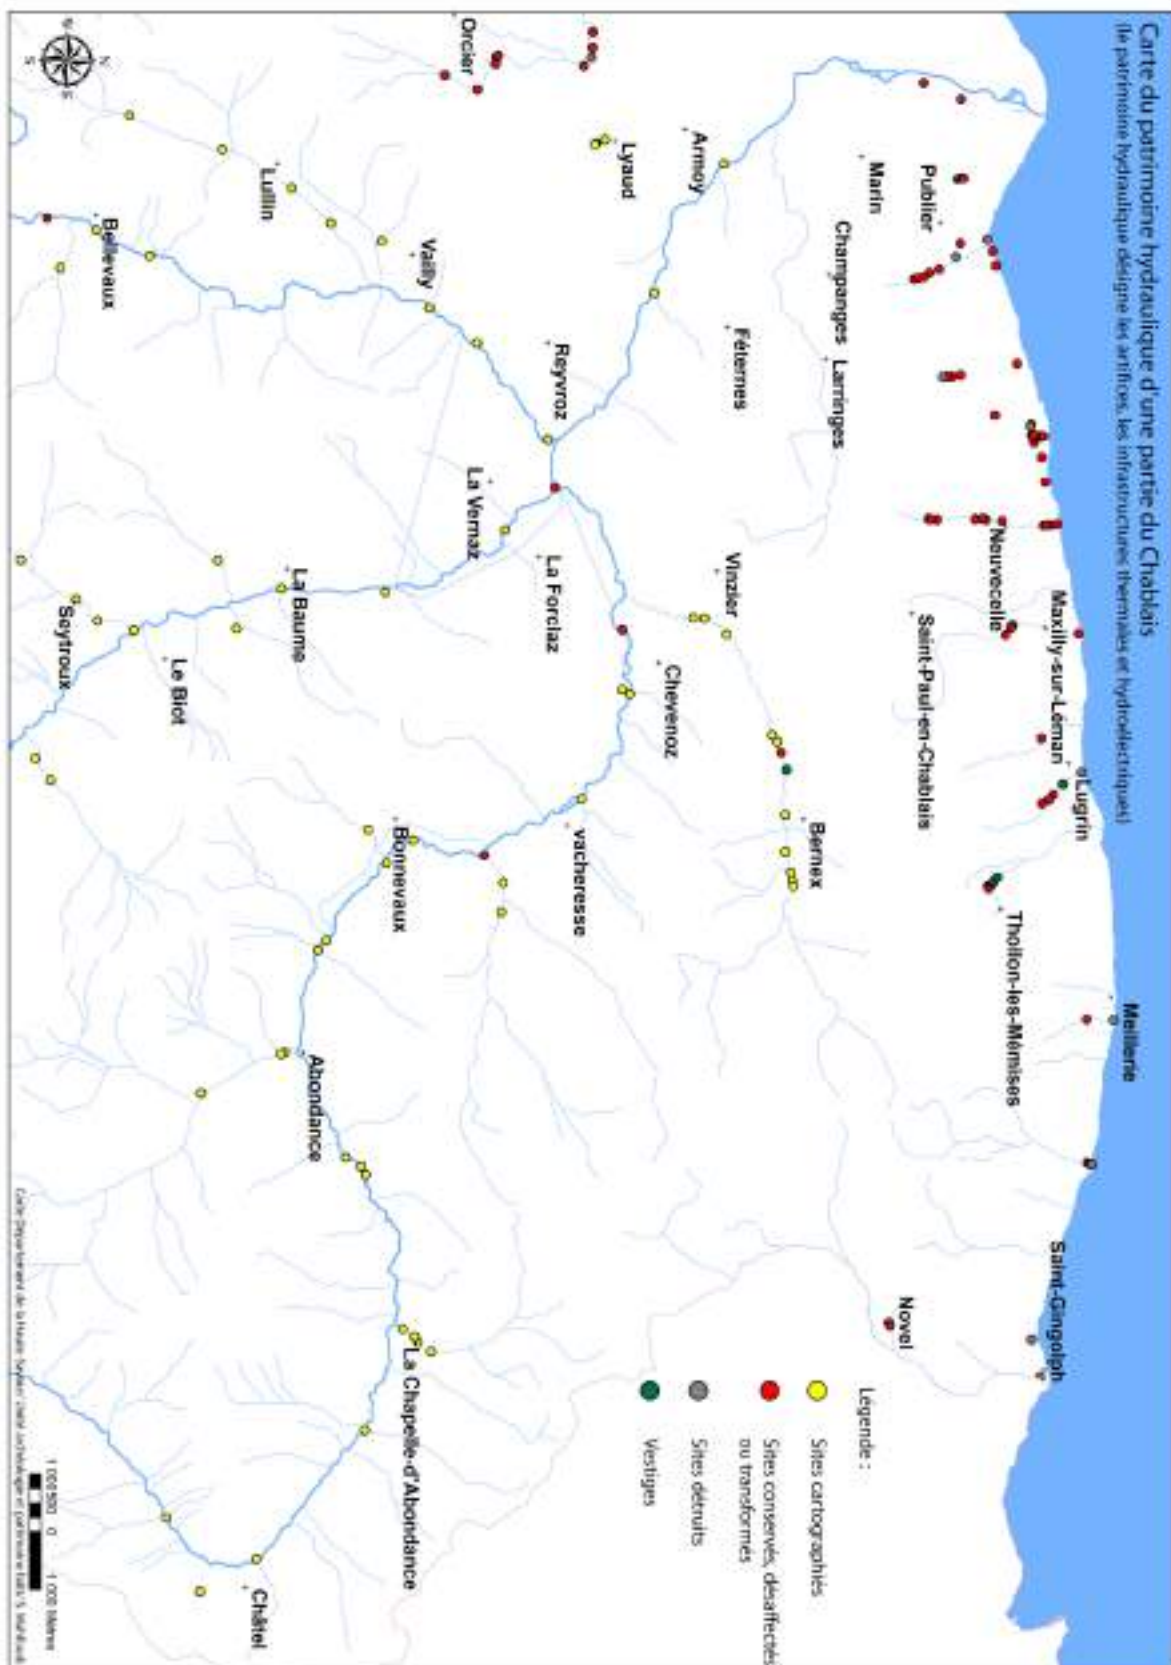 Carte du patrimoine hydraulique d'une partie du Chablais
(le patrimoine hydraulique désigne les artifices, les infrastructures thermales et hydroélectriques)
Meillerie
Saint-Gingolph
Lugrin
Maxilly-sur-Léman
Thollon-les-Mémises
Neuvecelle
Publier
Saint-Paul-en-Chablais
Novel
Marin
Champanges
Larringes
Bernex
Légende :
Sites cartographiés
Sites conservés, désaffectés
ou transformés
Sites détruits
Vestiges
Féternes
Vinzier
Armoy
Chevenoz
Lyaud
vacheresse
Reyvroz
La Forclaz
La Vernaz
Orcier
Vailly
Bonnevaux
La Chapelle-d'Abondance
Abondance
La Baume
Lullin
Châtel
Le Biot
Bellevaux
Seytroux
1 000 500 0 1 000 Mètres